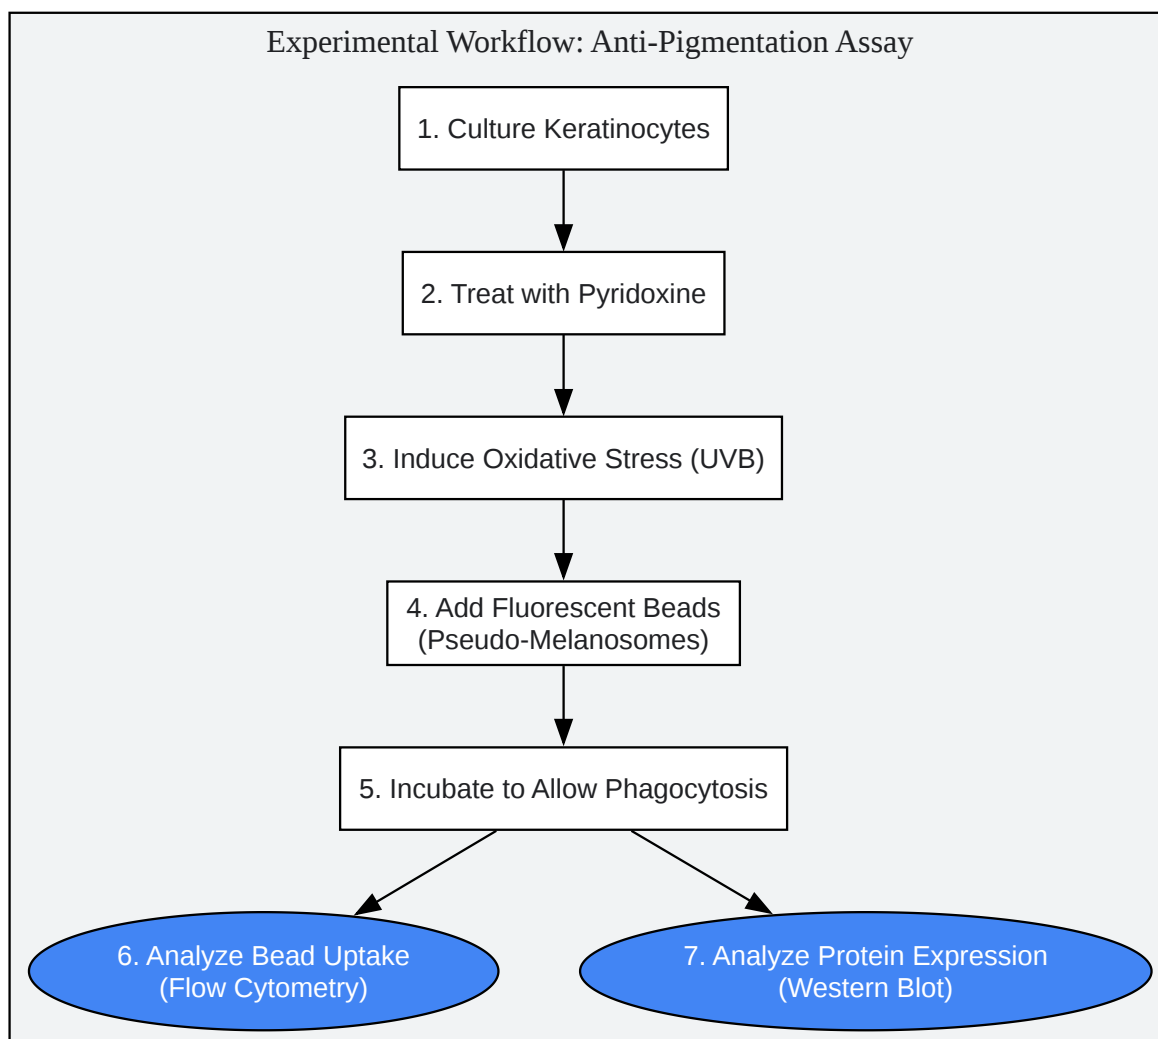 Experimental Workflow: Anti-Pigmentation Assay
1. Culture Keratinocytes
2. Treat with Pyridoxine
3. Induce Oxidative Stress (UVB)
4. Add Fluorescent Beads
(Pseudo-Melanosomes)
5. Incubate to Allow Phagocytosis
6. Analyze Bead Uptake
(Flow Cytometry)
7. Analyze Protein Expression
(Western Blot)